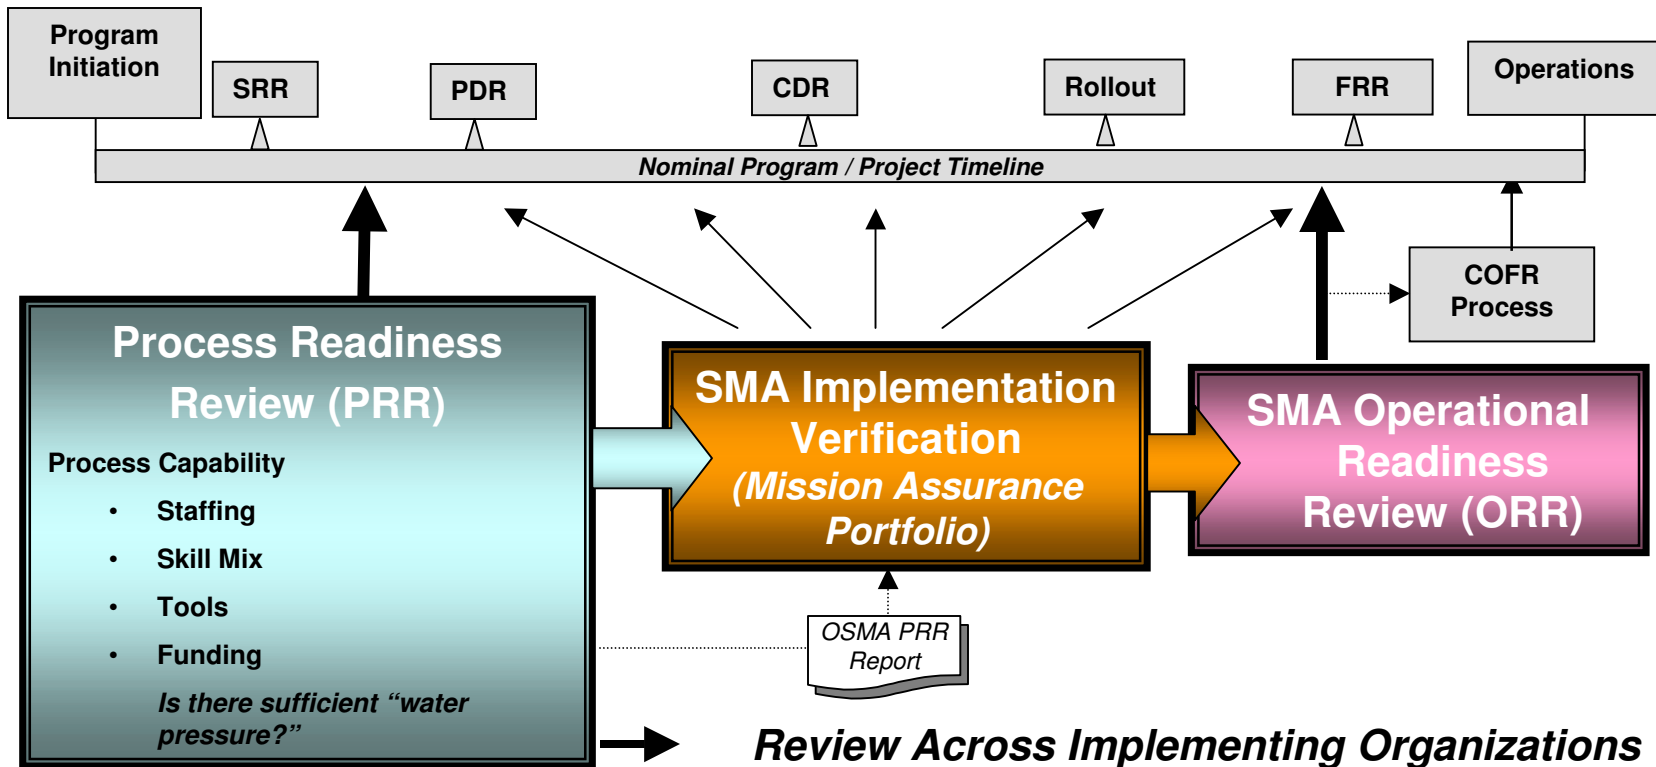 Program
Initiation
SRR
PDR
CDR
Rollout
FRR
Operations
Nominal Program / Project Timeline
COFR
Process
Process Readiness
Review (PRR)
Process Capability
• Staffing
• Skill Mix
• Tools
• Funding
Is there sufficient “water
pressure?”
SMA Implementation
Verification
(Mission Assurance
Portfolio)
SMA Operational
Readiness
Review (ORR)
OSMA PRR
Report
Review Across Implementing Organizations